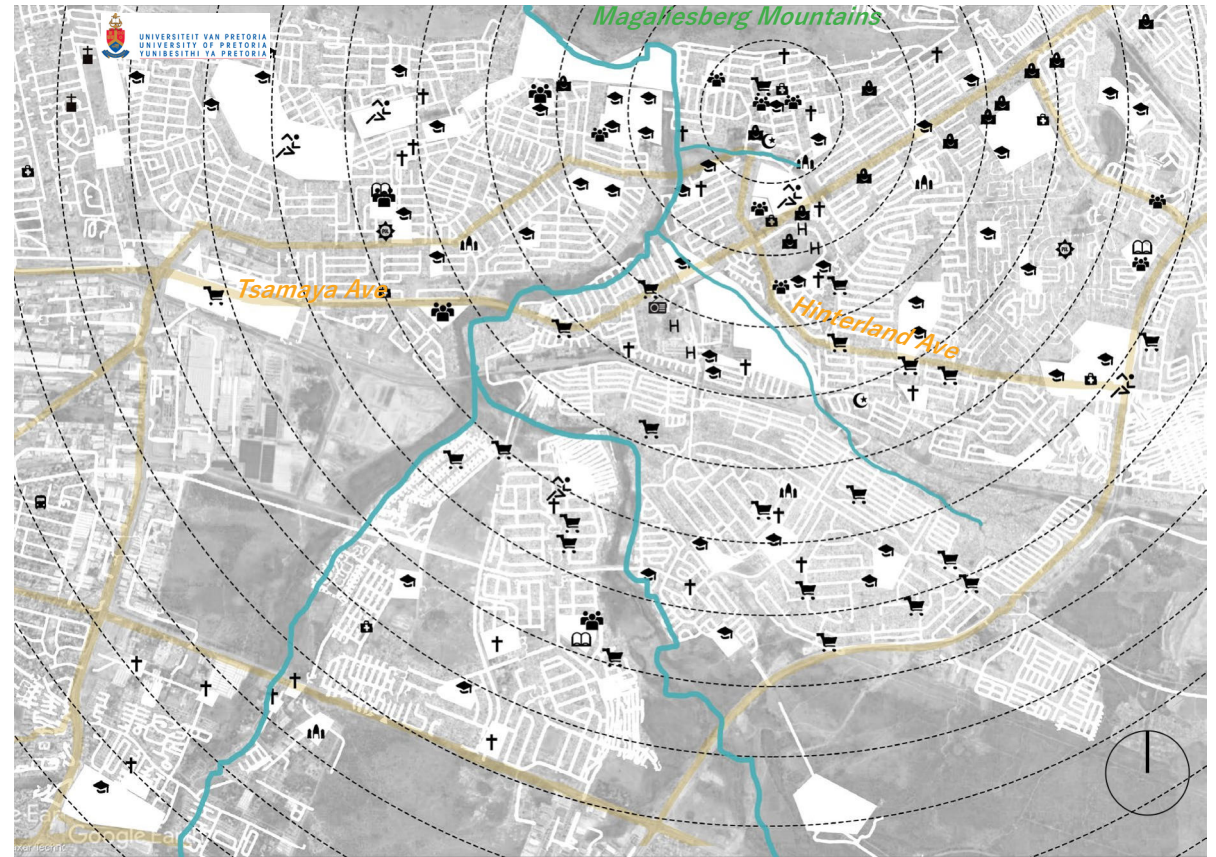 Magaliesberg Mountains
UNIVERSITEIT VAN PRETORIA
UNIVERSITY OF PRETORIA
YUNIBESITHI YA PRETORIA
H
H
Tsamaya Ave
Hinterland Ave
H
H
Google Earth